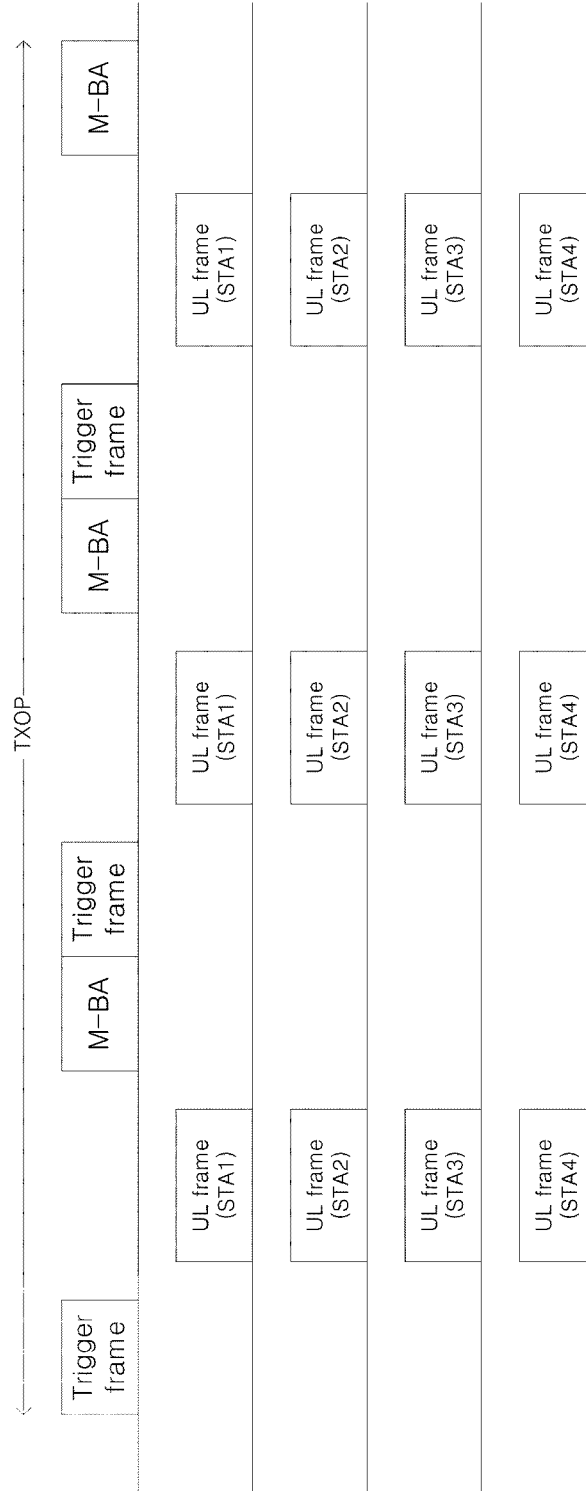 TXOP
Trigger
frame
M-BA
Trigger
frame
M-BA
Trigger
frame
M-BA
UL frame
(STA1)
UL frame
(STA1)
UL frame
(STA1)
UL frame
(STA2)
UL frame
(STA2)
UL frame
(STA2)
UL frame
(STA3)
UL frame
(STA3)
UL frame
(STA3)
UL frame
(STA4)
UL frame
(STA4)
UL frame
(STA4)